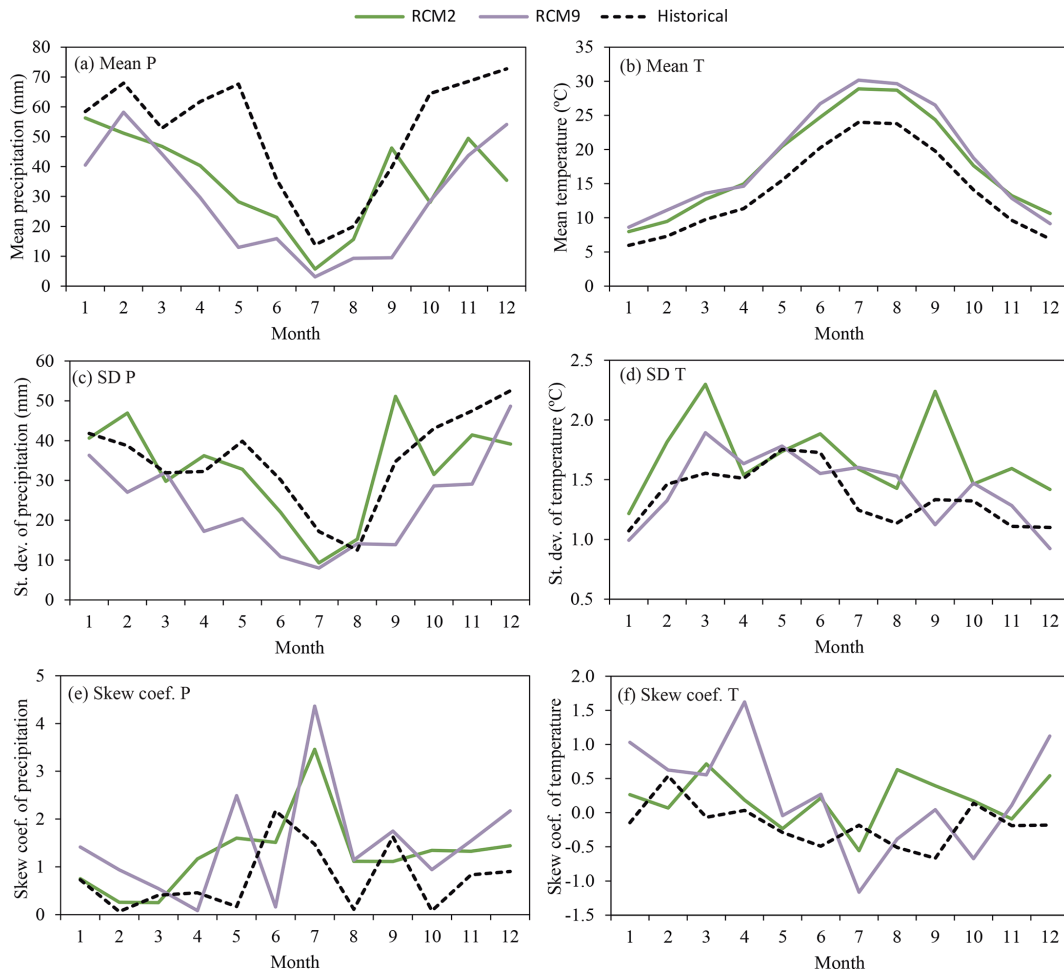 RCM2 RCM9 Historical
(a) Mean P
Mean precipitation (mm)
80
70
60
50
40
30
20
10
0
1 2 3 4 5 6 7 8 9 10 11 12
Month
(b) Mean T
Mean temperature (ºC)
35
30
25
20
15
10
5
0
1 2 3 4 5 6 7 8 9 10 11 12
Month
(c) SD P
St. dev. of precipitation (mm)
60
50
40
30
20
10
0
1 2 3 4 5 6 7 8 9 10 11 12
Month
(d) SD T
St. dev. of temperature (ºC)
2.5
2.0
1.5
1.0
0.5
1 2 3 4 5 6 7 8 9 10 11 12
Month
(e) Skew coef. P
Skew coef. of precipitation
5
4
3
2
1
0
1 2 3 4 5 6 7 8 9 10 11 12
Month
(f) Skew coef. T
Skew coef. of temperature
2.0
1.5
1.0
0.5
0.0
-0.5
-1.0
-1.5
1 2 3 4 5 6 7 8 9 10 11 12
Month